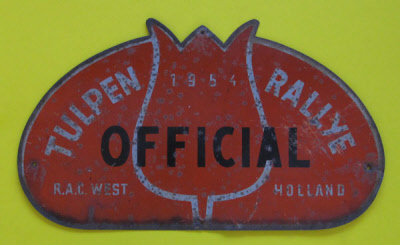 TULPEN 1954 RALLYE
OFFICIAL
R.A.C. WEST HOLLAND